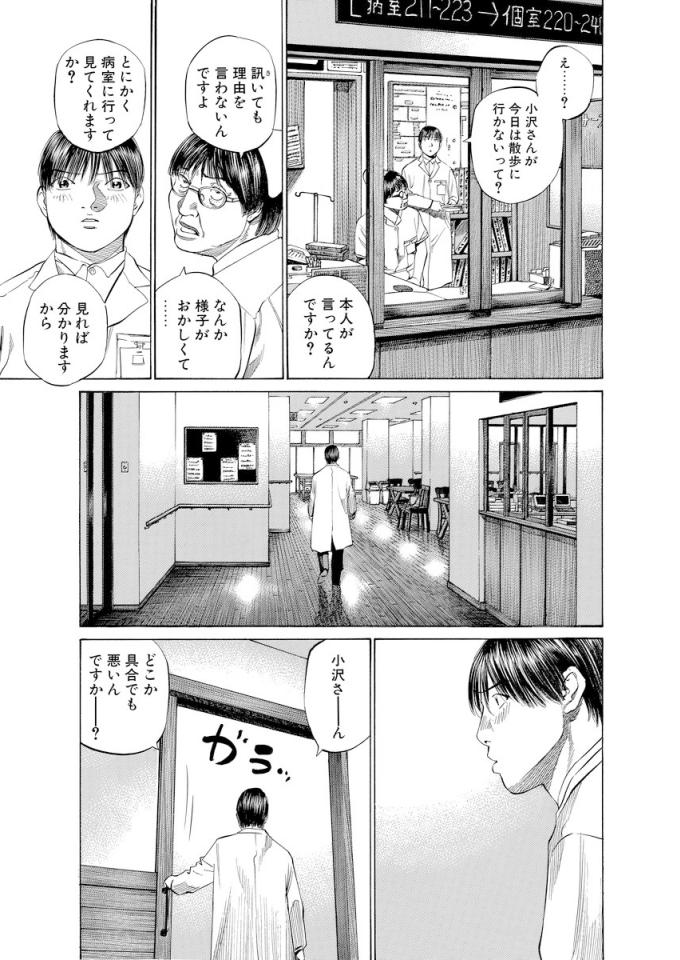 病室211~223→個室220~240
え……?
小沢さんが
今日は散歩に
行かないって?
本人が
言ってるん
ですか?
訊いても
理由を
言わないん
ですよ
なんか
様子が
おかしくて
……
とにかく
病室に行って
見てくれます
か?
見れば
分かります
から
小沢さ──ん
がらっ
どこか
具合でも
悪いん
ですか──?